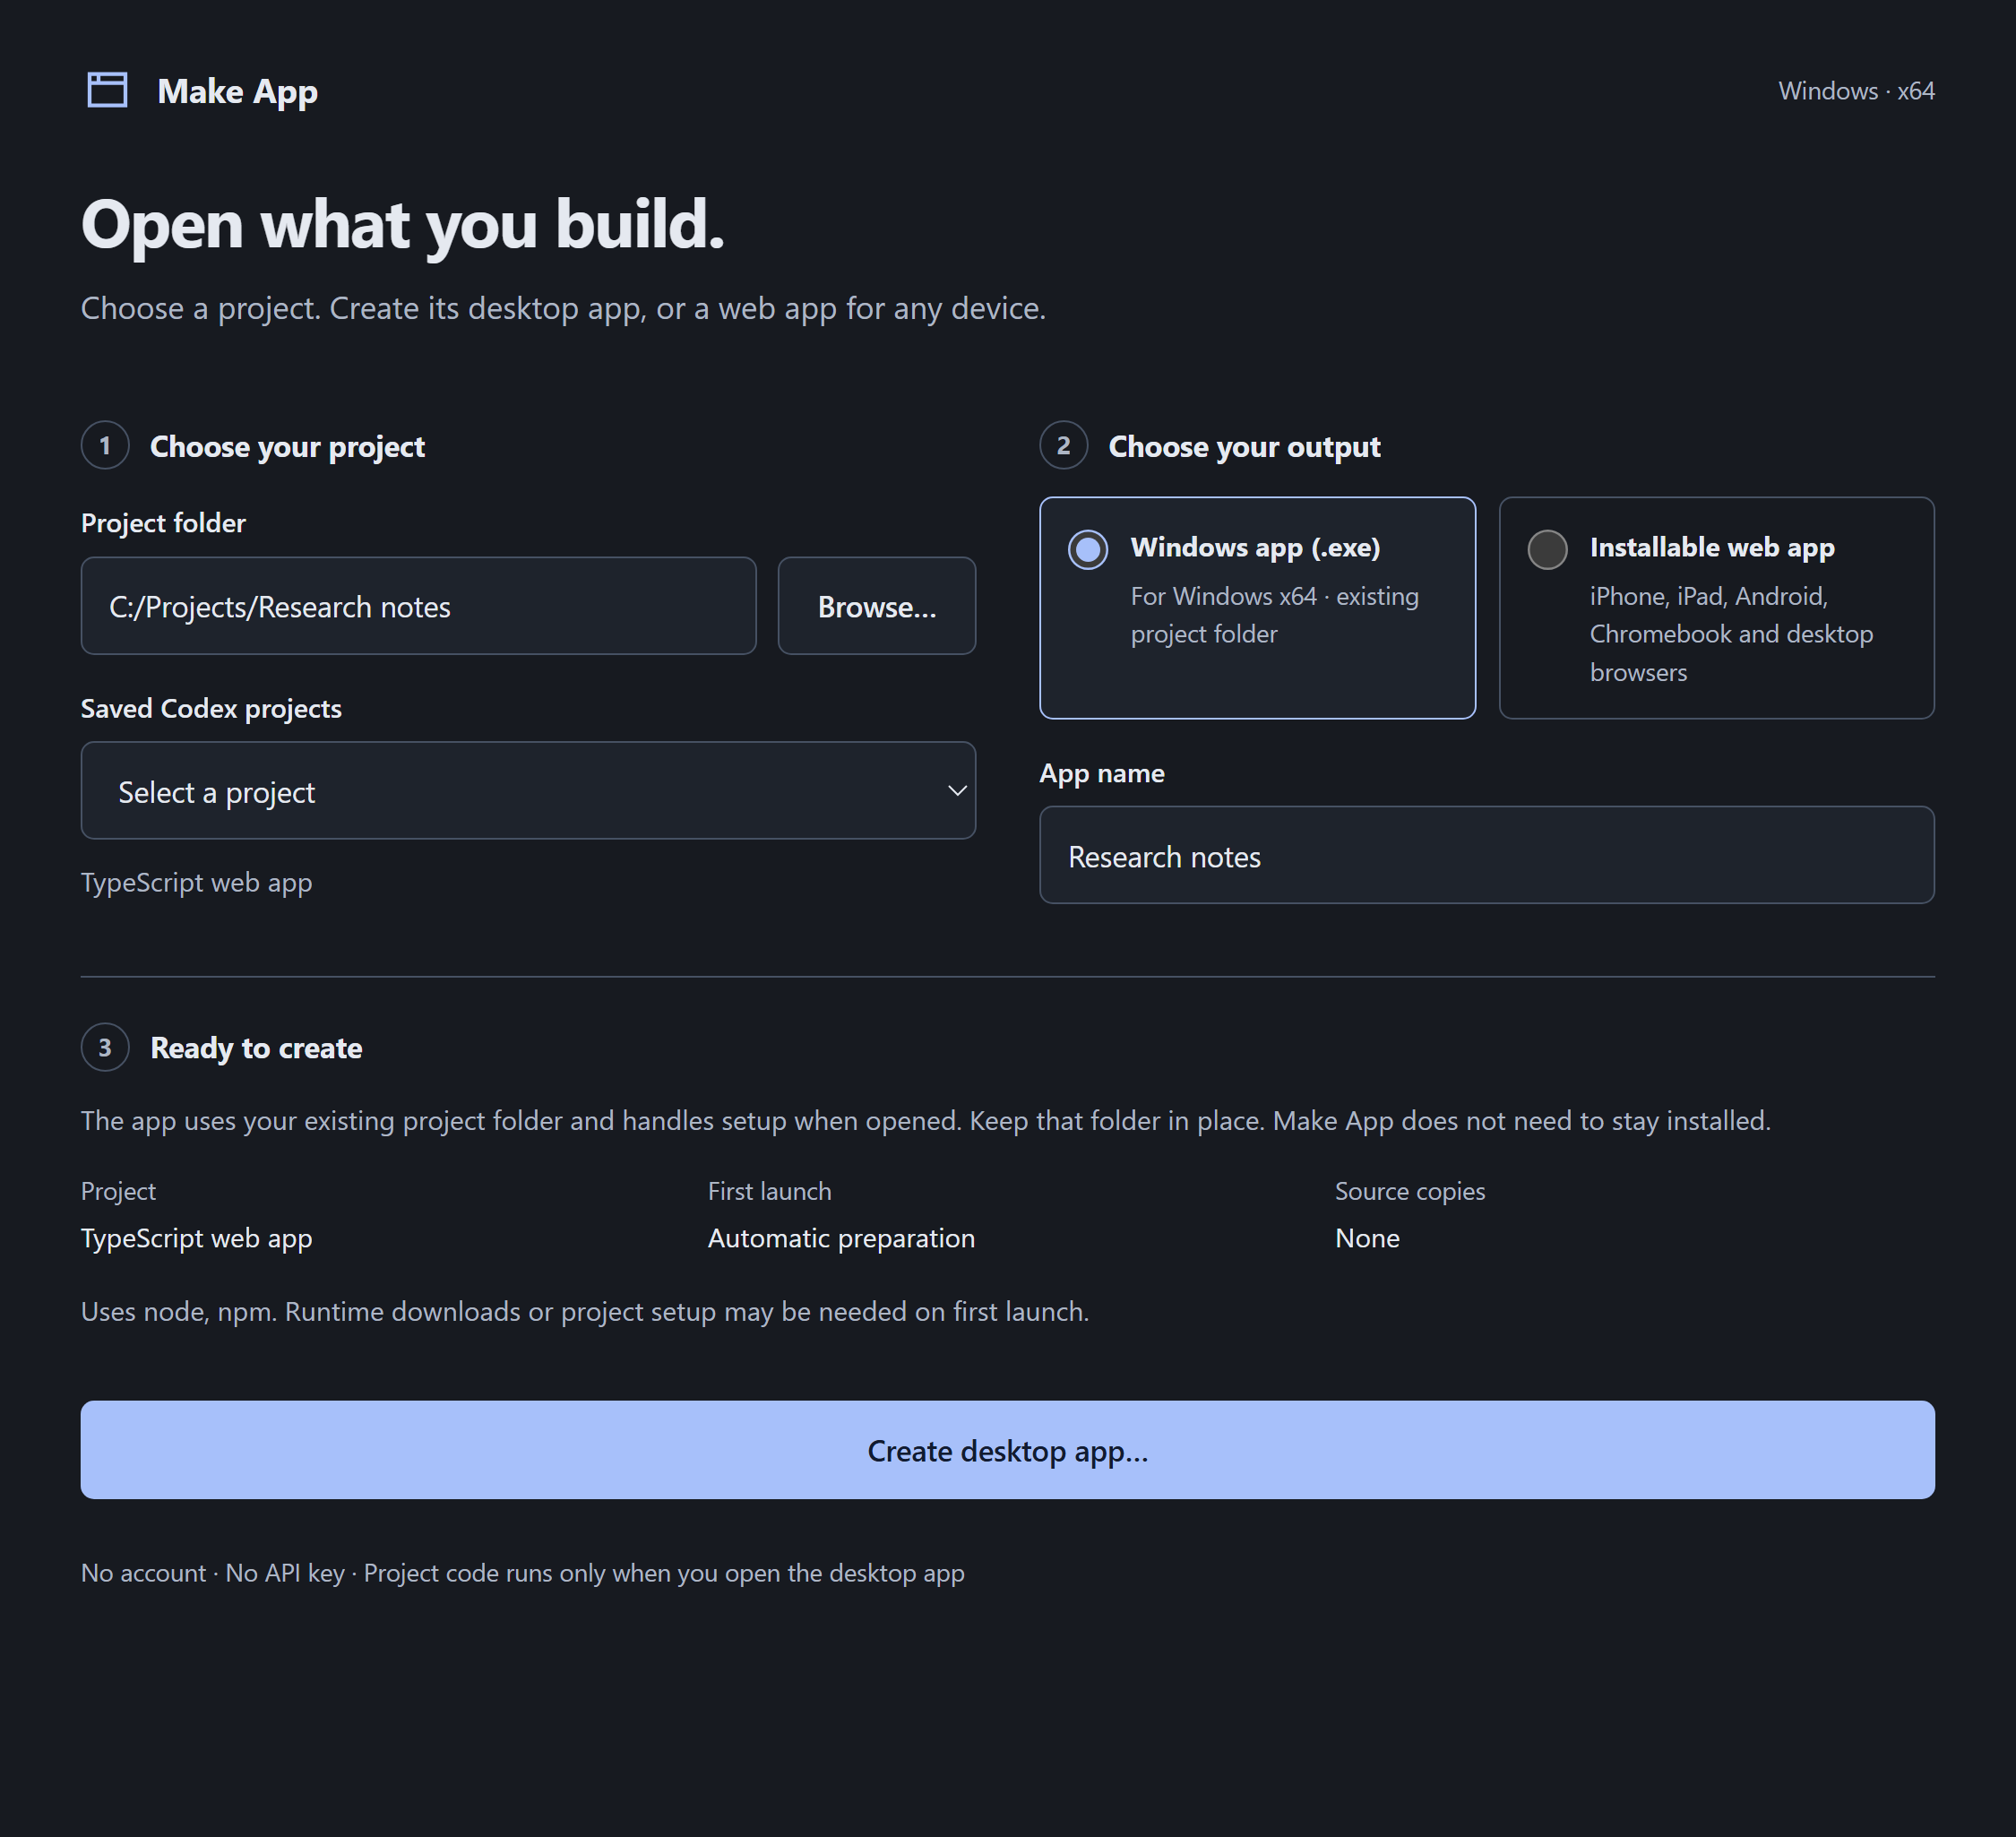 Make App
Windows · x64
Open what you build.
Choose a project. Create its desktop app, or a web app for any device.
1
Choose your project
Project folder
C:/Projects/Research notes
Browse...
Saved Codex projects
Select a project
TypeScript web app
2
Choose your output
Windows app (.exe)
For Windows x64 · existing
project folder
Installable web app
iPhone, iPad, Android,
Chromebook and desktop
browsers
App name
Research notes
3
Ready to create
The app uses your existing project folder and handles setup when opened. Keep that folder in place. Make App does not need to stay installed.
Project
TypeScript web app
First launch
Automatic preparation
Source copies
None
Uses node, npm. Runtime downloads or project setup may be needed on first launch.
Create desktop app...
No account · No API key · Project code runs only when you open the desktop app